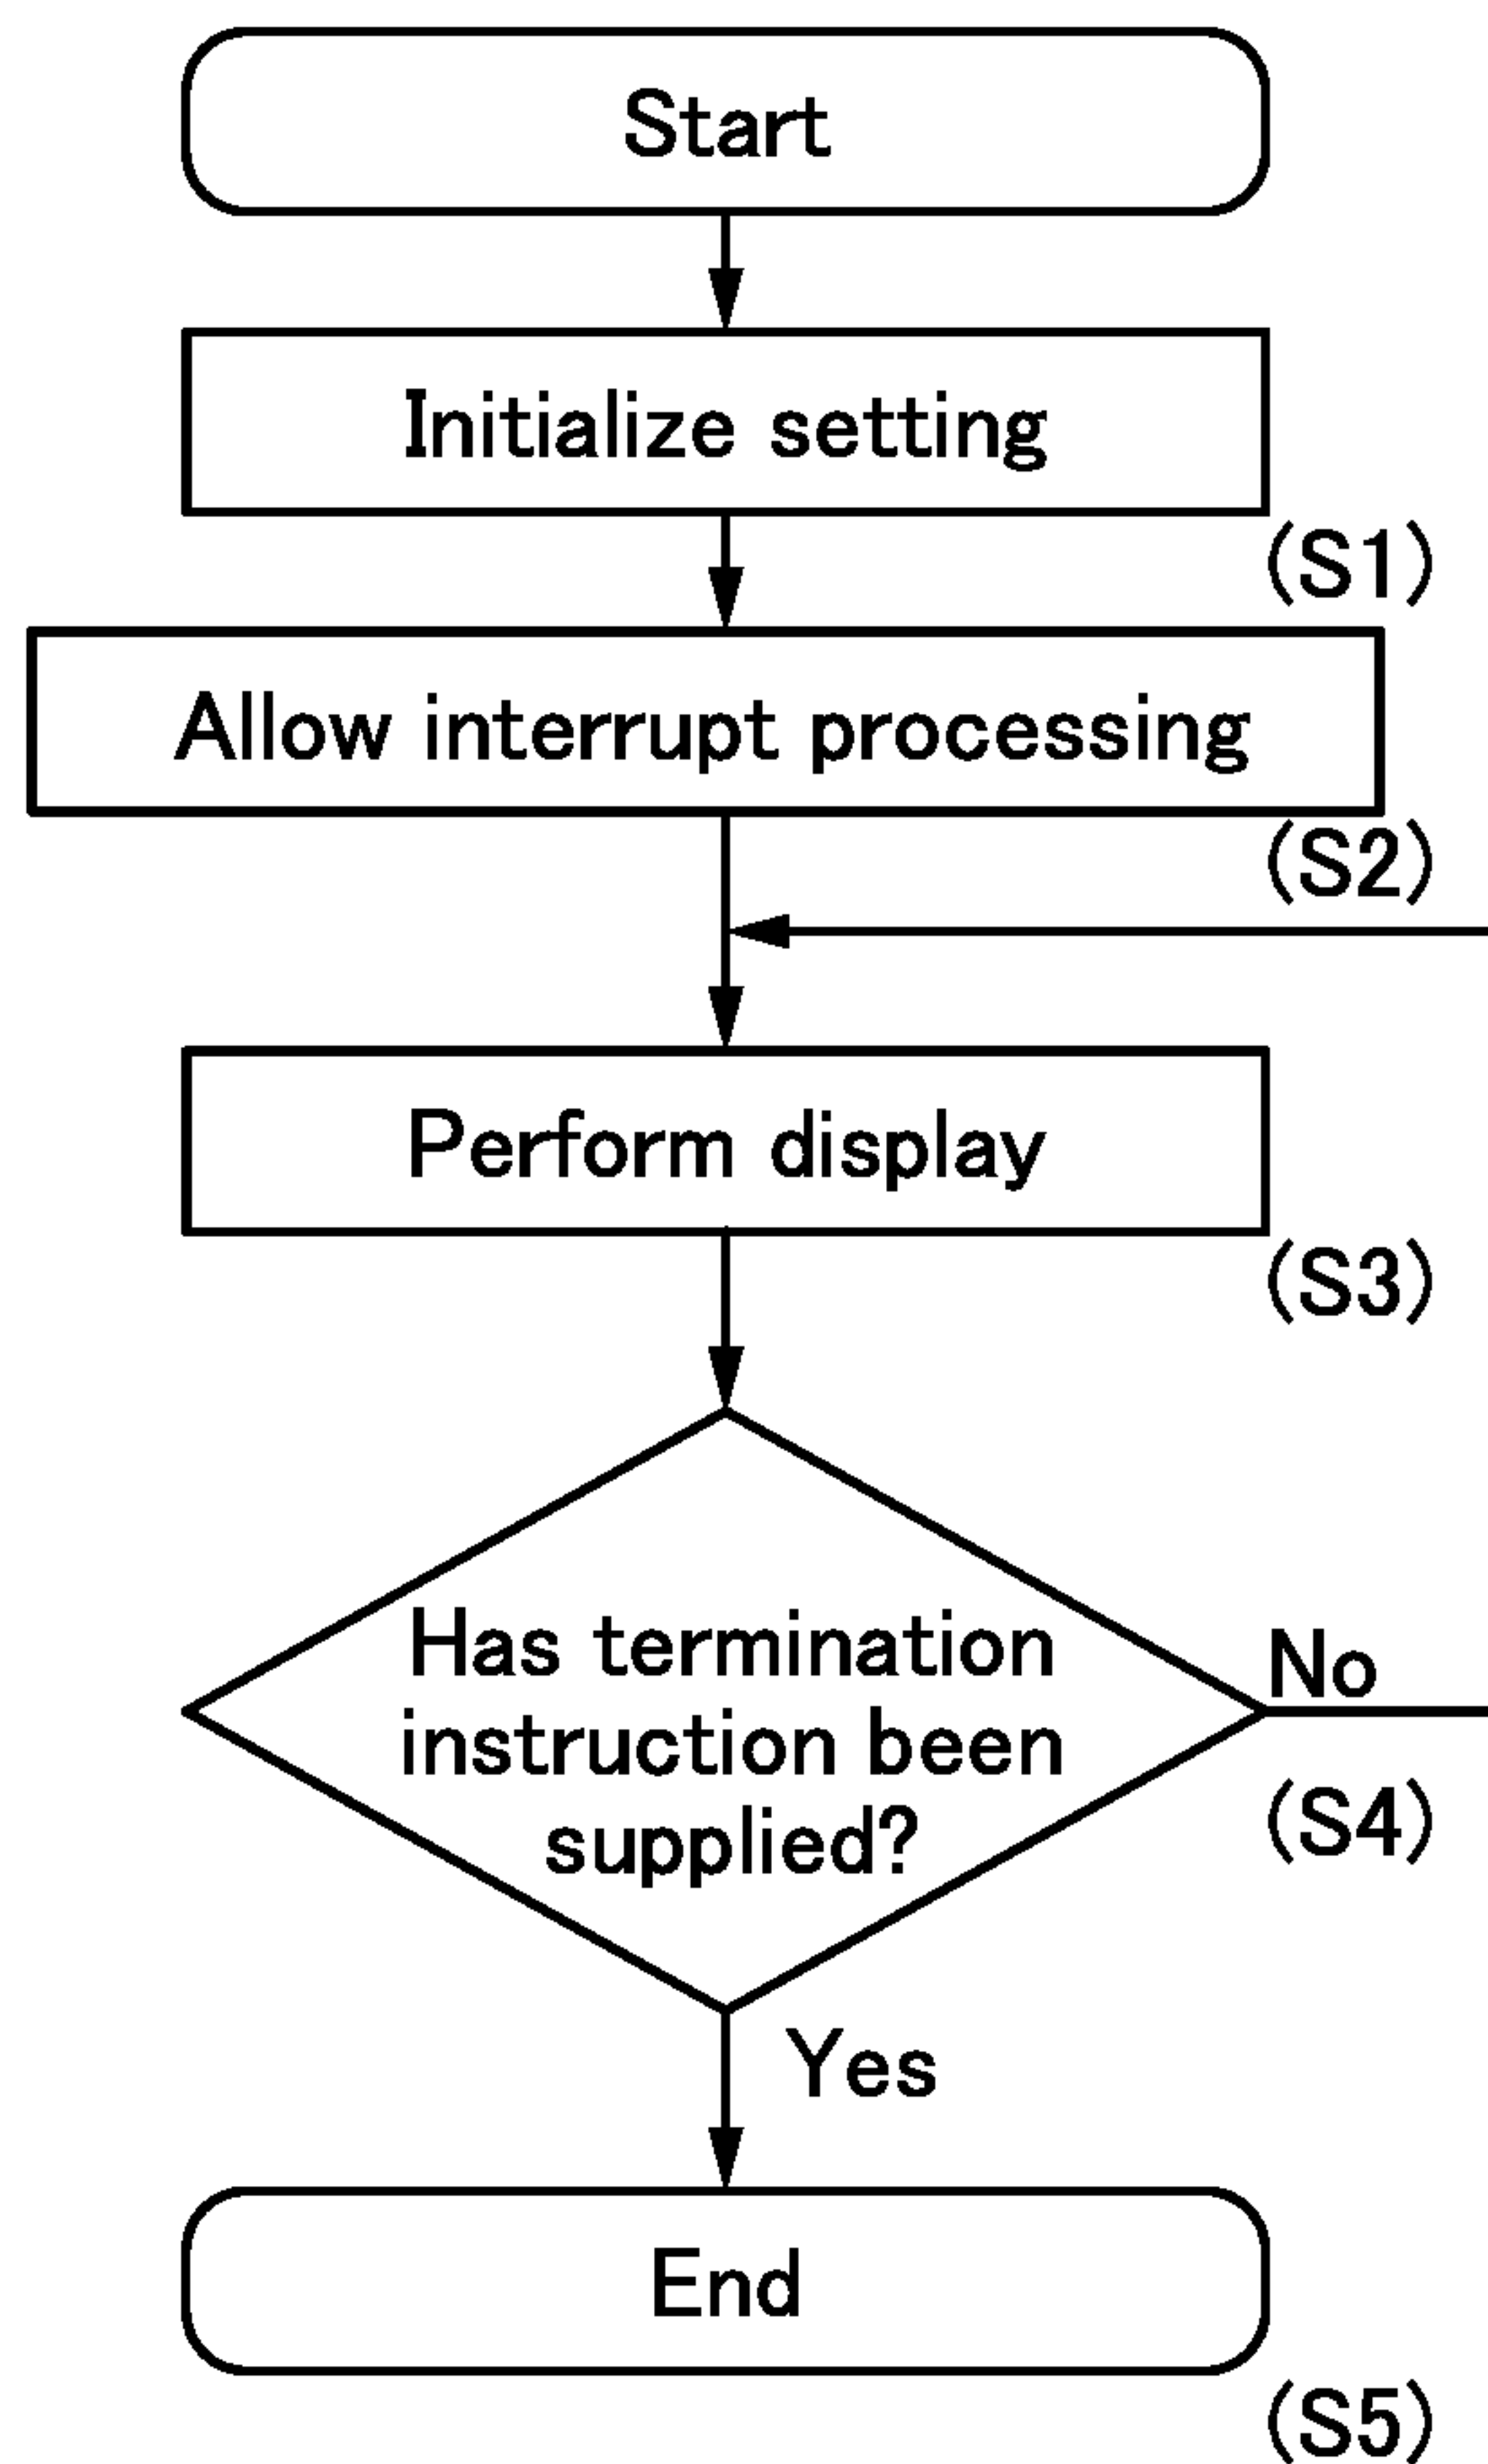 Start
Initialize setting
(S1)
Allow interrupt processing
(S2)
Perform display
(S3)
Has termination
instruction been
supplied?
No
(S4)
Yes
End
(S5)